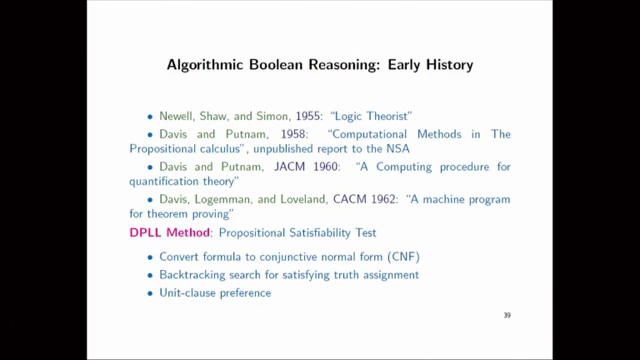 Algorithmic Boolean Reasoning: Early History
• Newell, Shaw, and Simon, 1955: “Logic Theorist”
• Davis and Putnam, 1958: “Computational Methods in The
Propositional calculus”, unpublished report to the NSA
• Davis and Putnam, JACM 1960: “A Computing procedure for
quantification theory”
• Davis, Logemman, and Loveland, CACM 1962: “A machine program
for theorem proving”
DPLL Method: Propositional Satisfiability Test
• Convert formula to conjunctive normal form (CNF)
• Backtracking search for satisfying truth assignment
• Unit-clause preference
39